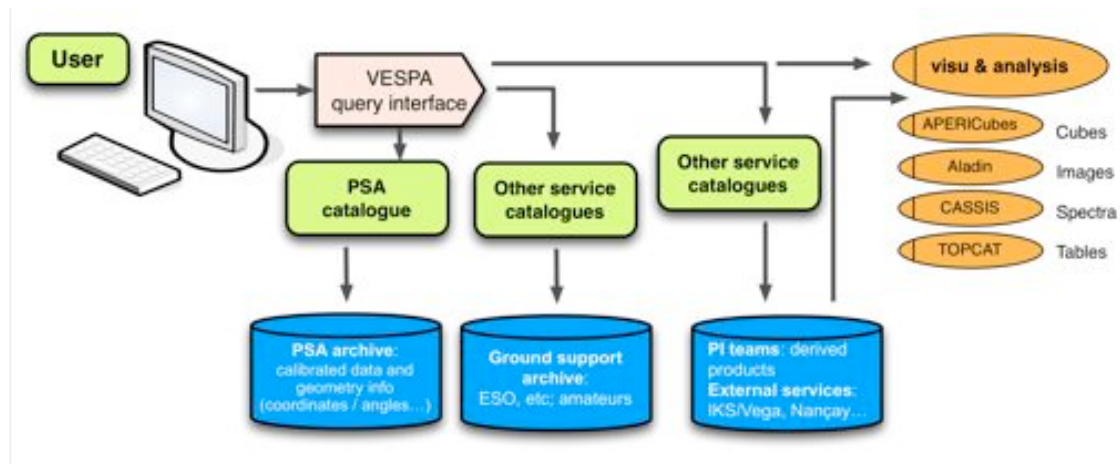 User
VESPA
query interface
visu & analysis
APERICubes
Cubes
Aladin
Images
CASSIS
Spectra
TOPCAT
Tables
PSA
catalogue
Other service
catalogues
Other service
catalogues
PSA archive:
calibrated data and
geometry info
(coordinates / angles...)
Ground support
archive:
ESO, etc; amateurs
PI teams: derived
products
External services:
IKS/Vega, Nançay...